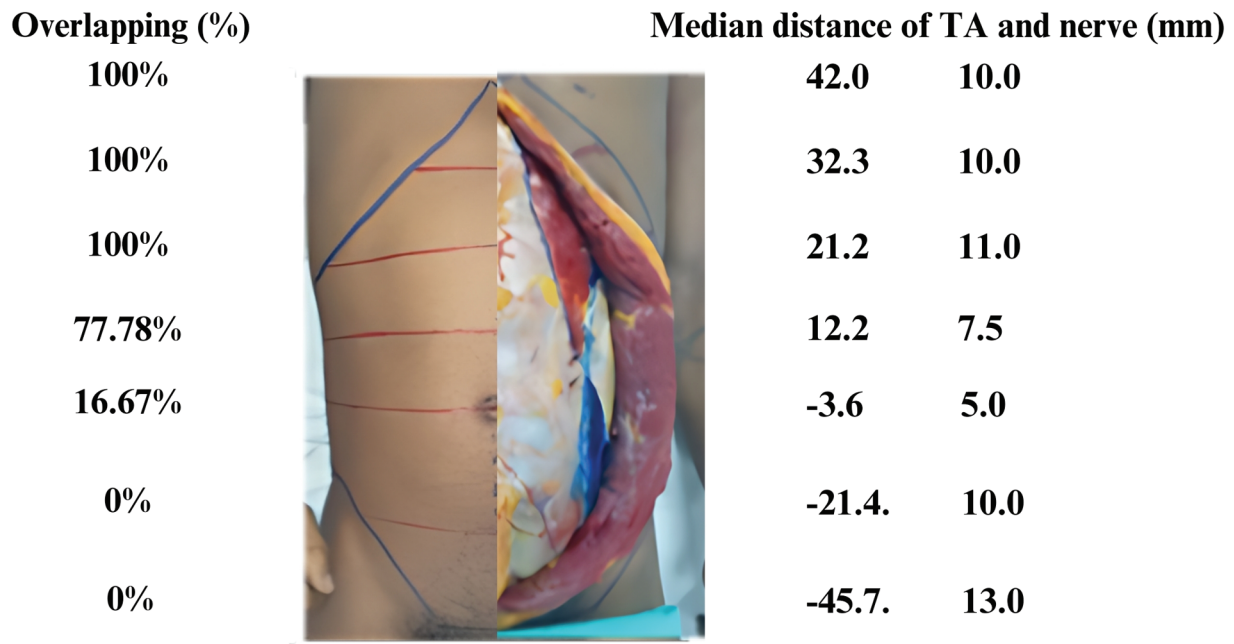 Overlapping (%) Median distance of TA and nerve (mm)
100% 42.0 10.0
100% 32.3 10.0
100% 21.2 11.0
77.78% 12.2 7.5
16.67% -3.6 5.0
0% -21.4. 10.0
0% -45.7. 13.0